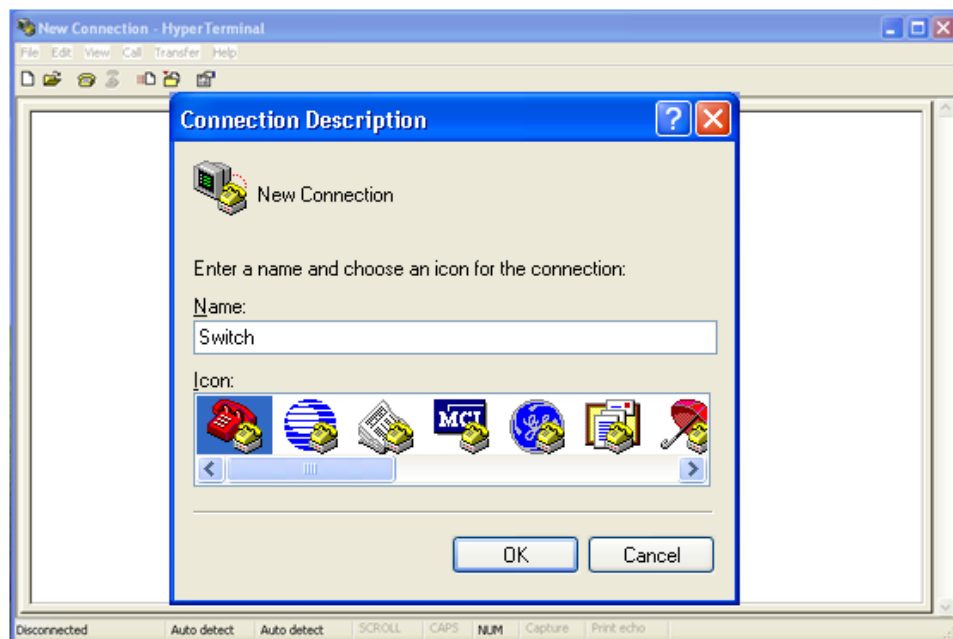 New Connection - HyperTerminal
File Edit View Call Transfer Help
Connection Description
New Connection
Enter a name and choose an icon for the connection:
Name:
Switch
Icon:
MCI
OK Cancel
Disconnected Auto detect Auto detect SCROLL CAPS NUM Capture Print echo